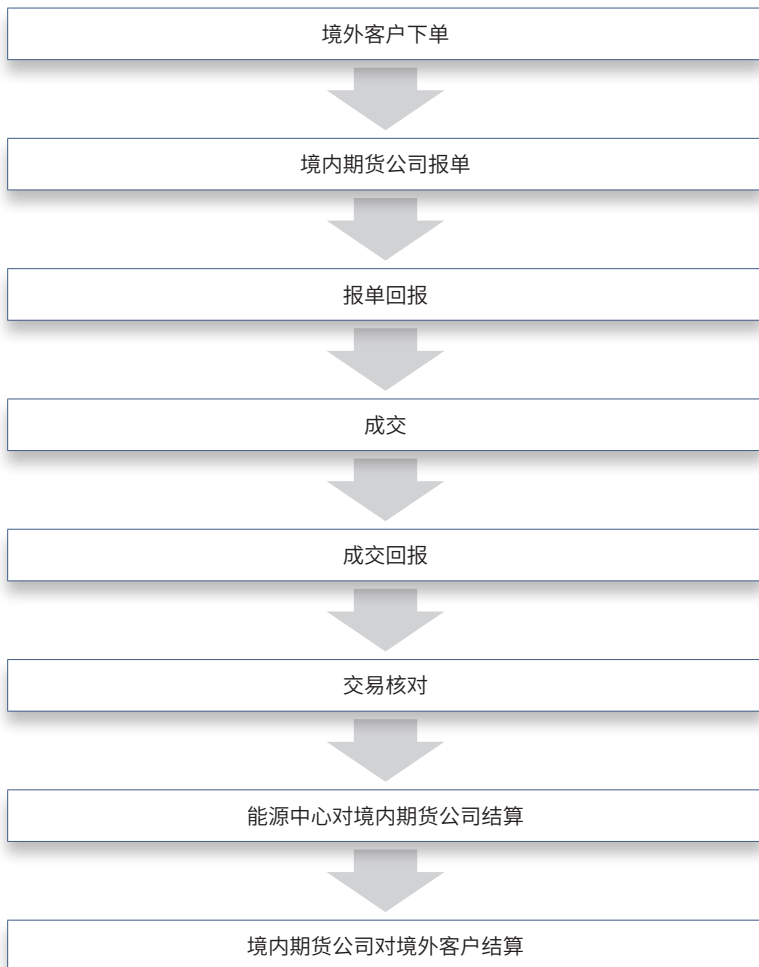 境外客户下单
境内期货公司报单
报单回报
成交
成交回报
交易核对
能源中心对境内期货公司结算
境内期货公司对境外客户结算